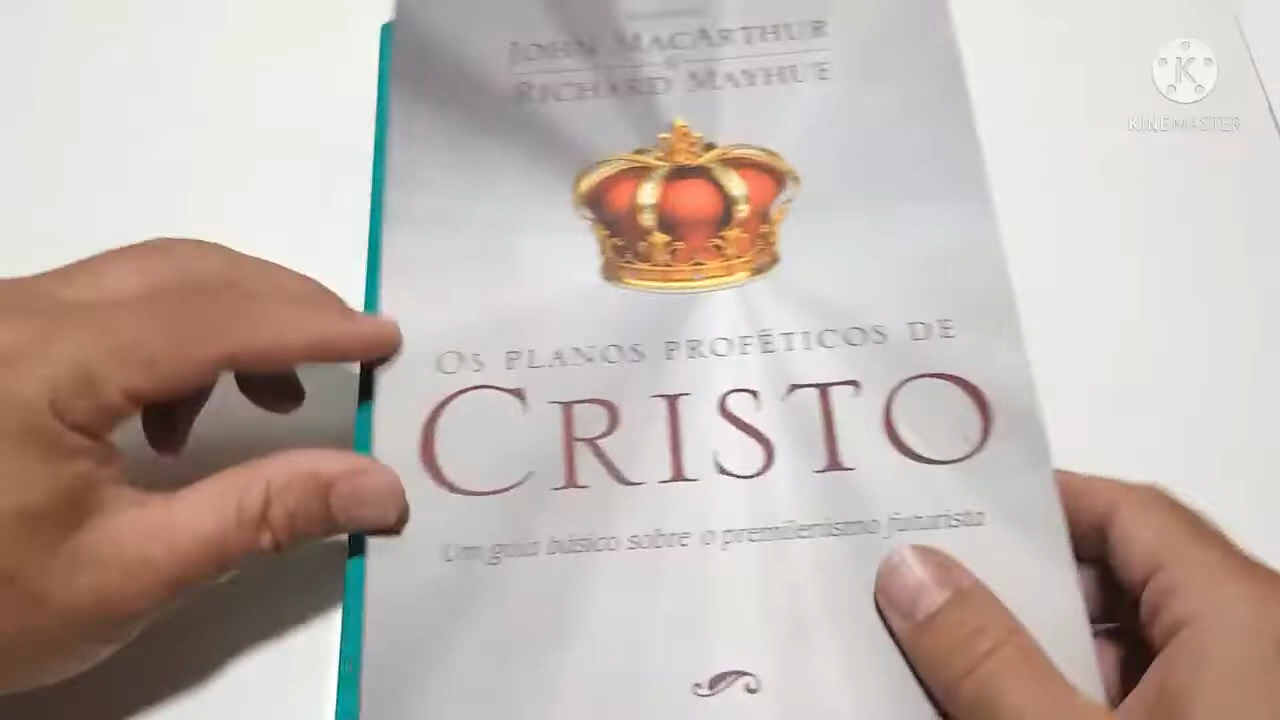 JOHN MACARTHUR
RICHARD MAYHUE
OS PLANOS PROFÉTICOS DE
CRISTO
Um guia básico sobre o premilenismo futurista
K
KINEMASTER